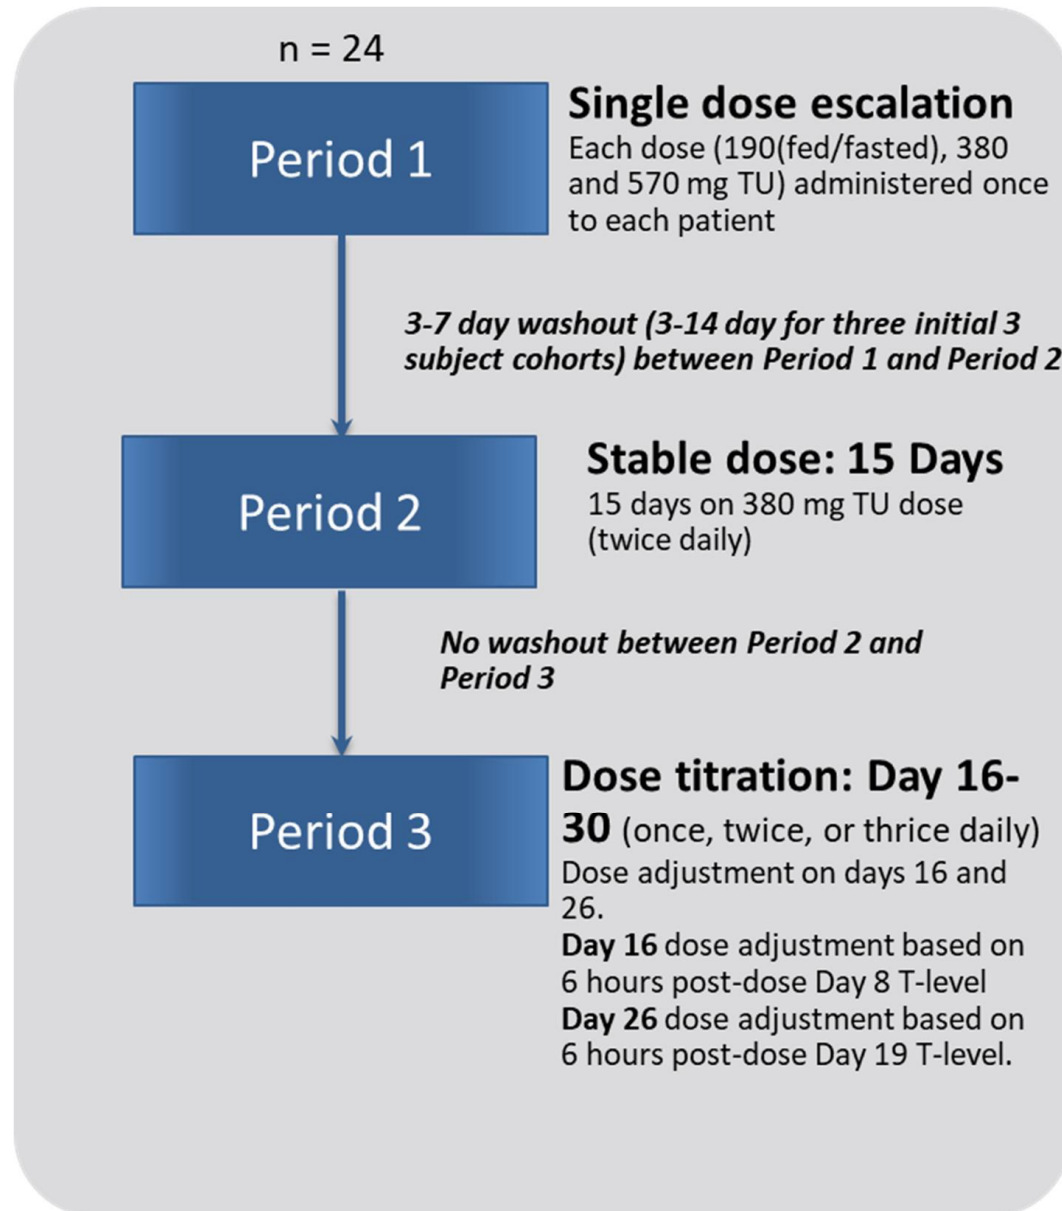 n = 24
Period 1
Single dose escalation
Each dose (190(fed/fasted), 380
and 570 mg TU) administered once
to each patient
3-7 day washout (3-14 day for three initial 3
subject cohorts) between Period 1 and Period 2
Period 2
Stable dose: 15 Days
15 days on 380 mg TU dose
(twice daily)
No washout between Period 2 and
Period 3
Period 3
Dose titration: Day 16-
30 (once, twice, or thrice daily)
Dose adjustment on days 16 and
26.
Day 16 dose adjustment based on
6 hours post-dose Day 8 T-level
Day 26 dose adjustment based on
6 hours post-dose Day 19 T-level.